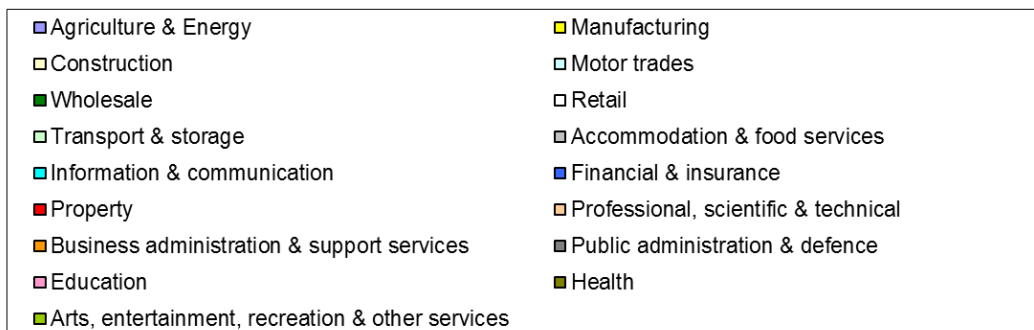 Agriculture & Energy
Manufacturing
Construction
Motor trades
Wholesale
Retail
Transport & storage
Accommodation & food services
Information & communication
Financial & insurance
Property
Professional, scientific & technical
Business administration & support services
Public administration & defence
Education
Health
Arts, entertainment, recreation & other services